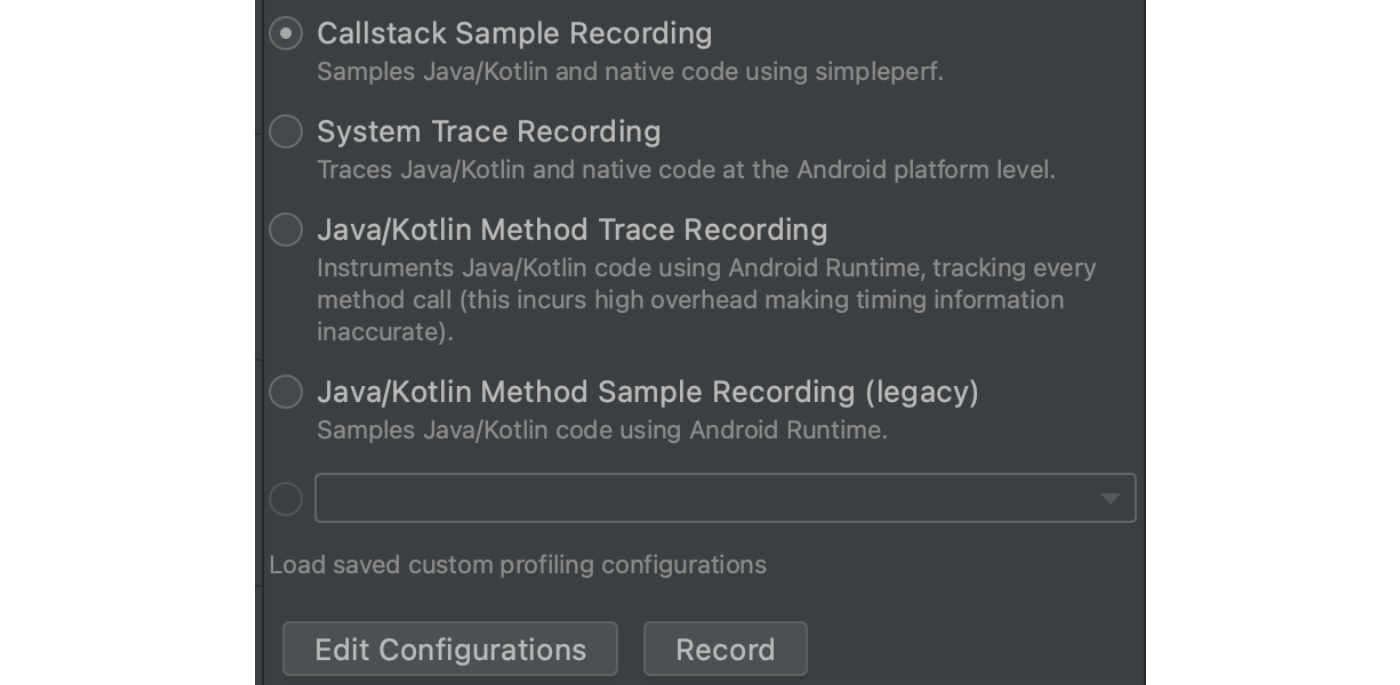 Callstack Sample Recording
Samples Java/Kotlin and native code using simpleperf.
System Trace Recording
Traces Java/Kotlin and native code at the Android platform level.
Java/Kotlin Method Trace Recording
Instruments Java/Kotlin code using Android Runtime, tracking every
method call (this incurs high overhead making timing information
inaccurate).
Java/Kotlin Method Sample Recording (legacy)
Samples Java/Kotlin code using Android Runtime.
Load saved custom profiling configurations
Edit Configurations
Record